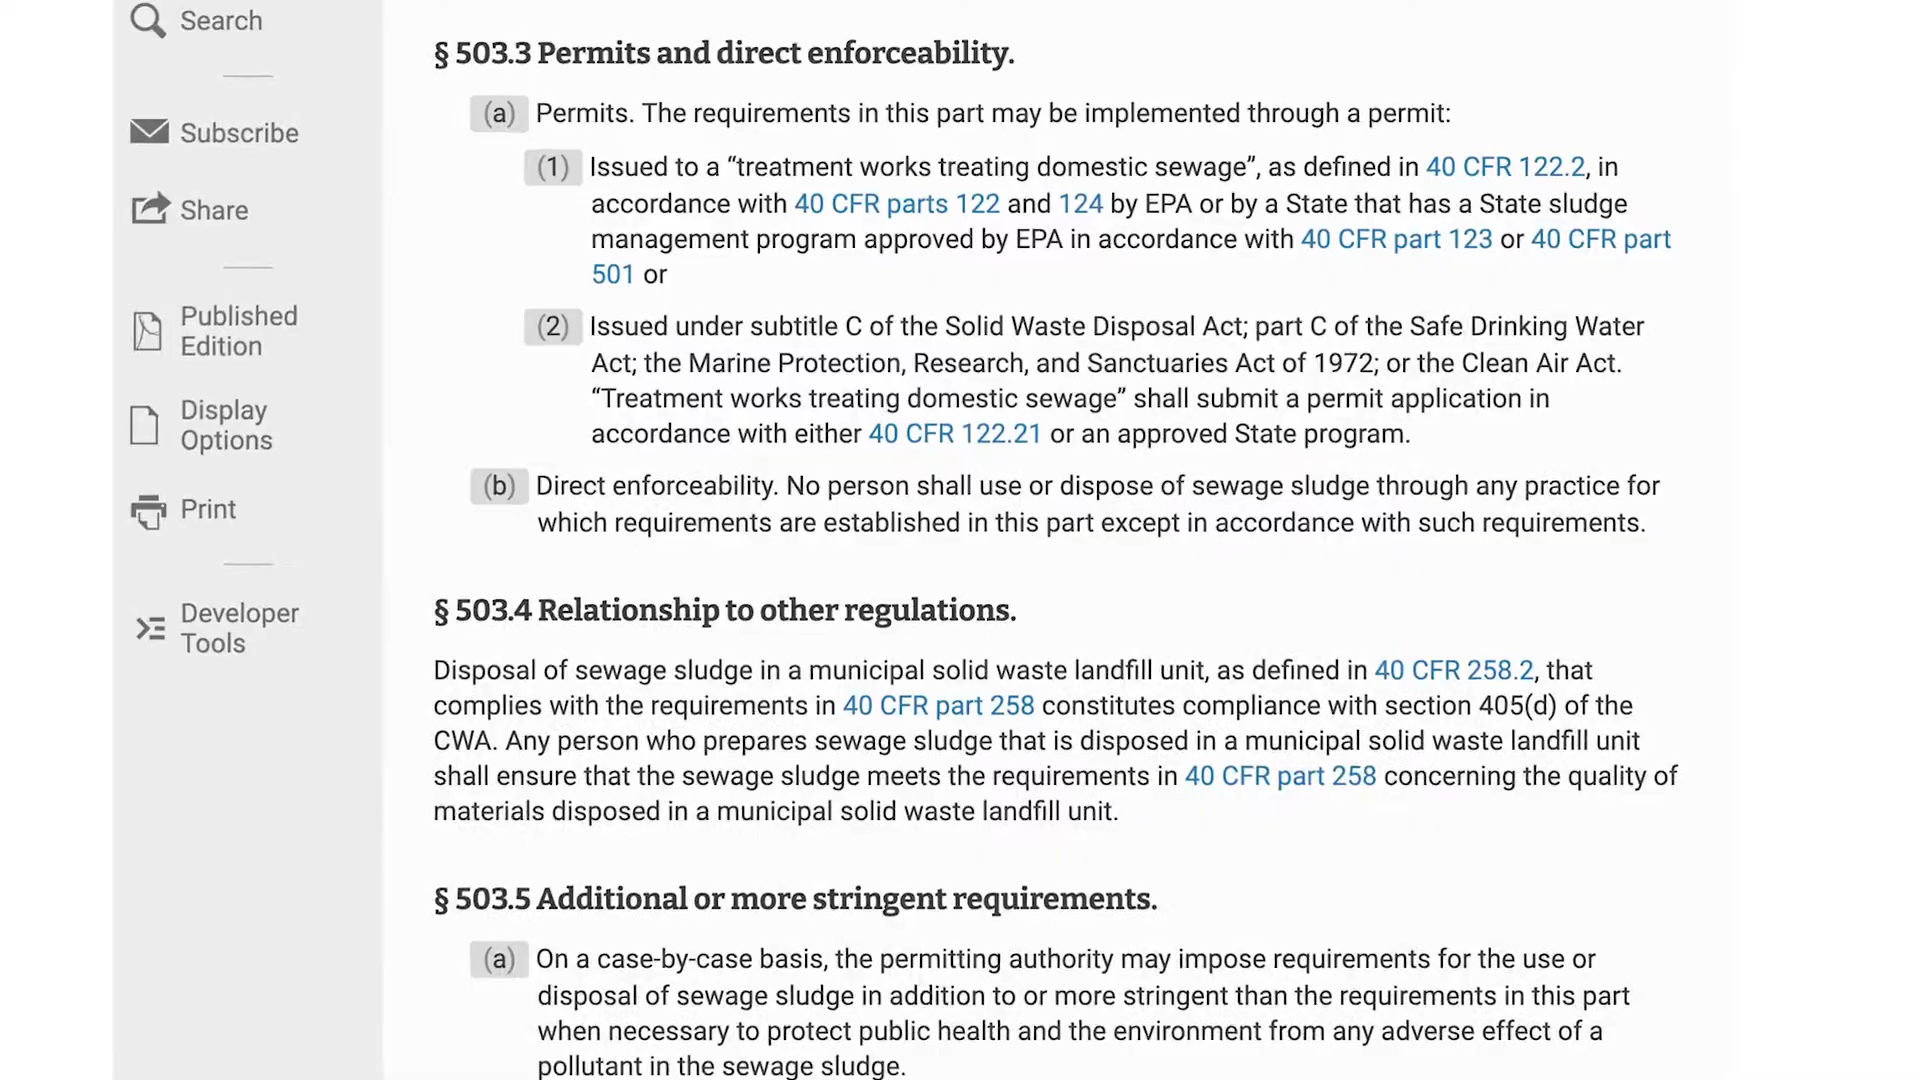 Search
Subscribe
Share
Published
Edition
Display
Options
Print
Developer
Tools
§ 503.3 Permits and direct enforceability.
(a) Permits. The requirements in this part may be implemented through a permit:
(1) Issued to a “treatment works treating domestic sewage”, as defined in 40 CFR 122.2, in
accordance with 40 CFR parts 122 and 124 by EPA or by a State that has a State sludge
management program approved by EPA in accordance with 40 CFR part 123 or 40 CFR part
501 or
(2) Issued under subtitle C of the Solid Waste Disposal Act; part C of the Safe Drinking Water
Act; the Marine Protection, Research, and Sanctuaries Act of 1972; or the Clean Air Act.
“Treatment works treating domestic sewage” shall submit a permit application in
accordance with either 40 CFR 122.21 or an approved State program.
(b) Direct enforceability. No person shall use or dispose of sewage sludge through any practice for
which requirements are established in this part except in accordance with such requirements.
§ 503.4 Relationship to other regulations.
Disposal of sewage sludge in a municipal solid waste landfill unit, as defined in 40 CFR 258.2, that
complies with the requirements in 40 CFR part 258 constitutes compliance with section 405(d) of the
CWA. Any person who prepares sewage sludge that is disposed in a municipal solid waste landfill unit
shall ensure that the sewage sludge meets the requirements in 40 CFR part 258 concerning the quality of
materials disposed in a municipal solid waste landfill unit.
§ 503.5 Additional or more stringent requirements.
(a) On a case-by-case basis, the permitting authority may impose requirements for the use or
disposal of sewage sludge in addition to or more stringent than the requirements in this part
when necessary to protect public health and the environment from any adverse effect of a
pollutant in the sewage sludge.